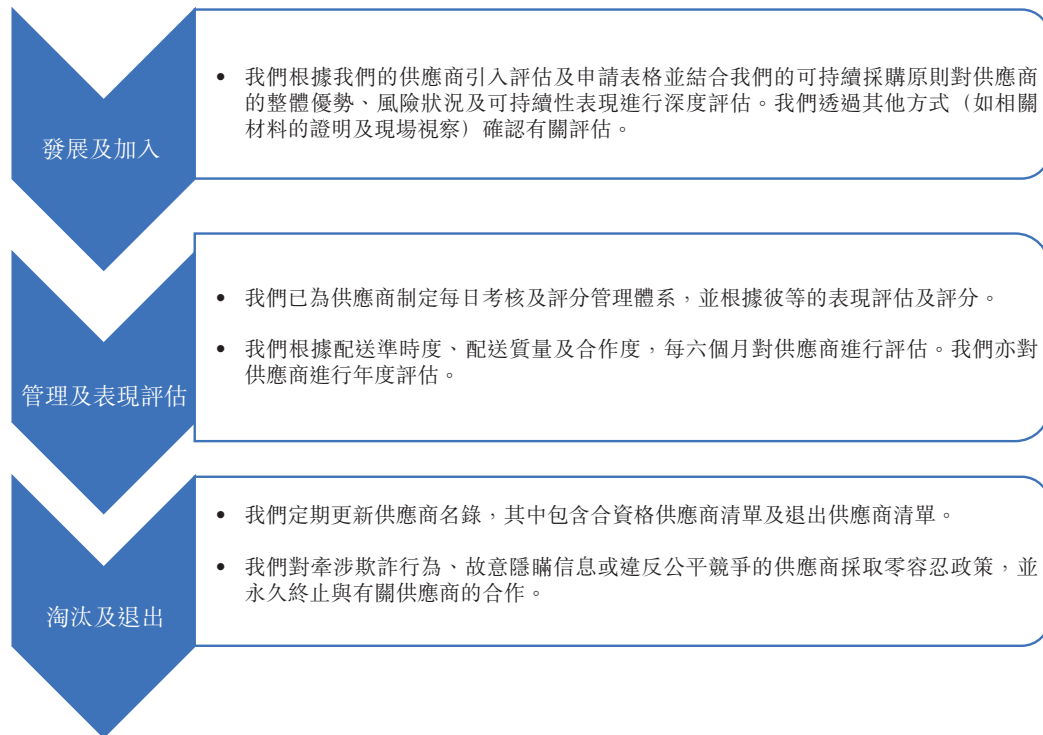 發展及加入
• 我們根據我們的供應商引入評估及申請表格並結合我們的可持續採購原則對供應商
的整體優勢、風險狀況及可持續性表現進行深度評估。我們透過其他方式（如相關
材料的證明及現場視察）確認有關評估。
管理及表現評估
• 我們已為供應商制定每日考核及評分管理體系，並根據彼等的表現評估及評分。
• 我們根據配送準時度、配送質量及合作度，每六個月對供應商進行評估。我們亦對
供應商進行年度評估。
淘汰及退出
• 我們定期更新供應商名錄，其中包含合資格供應商清單及退出供應商清單。
• 我們對牽涉欺詐行為、故意隱瞞信息或違反公平競爭的供應商採取零容忍政策，並
永久終止與有關供應商的合作。